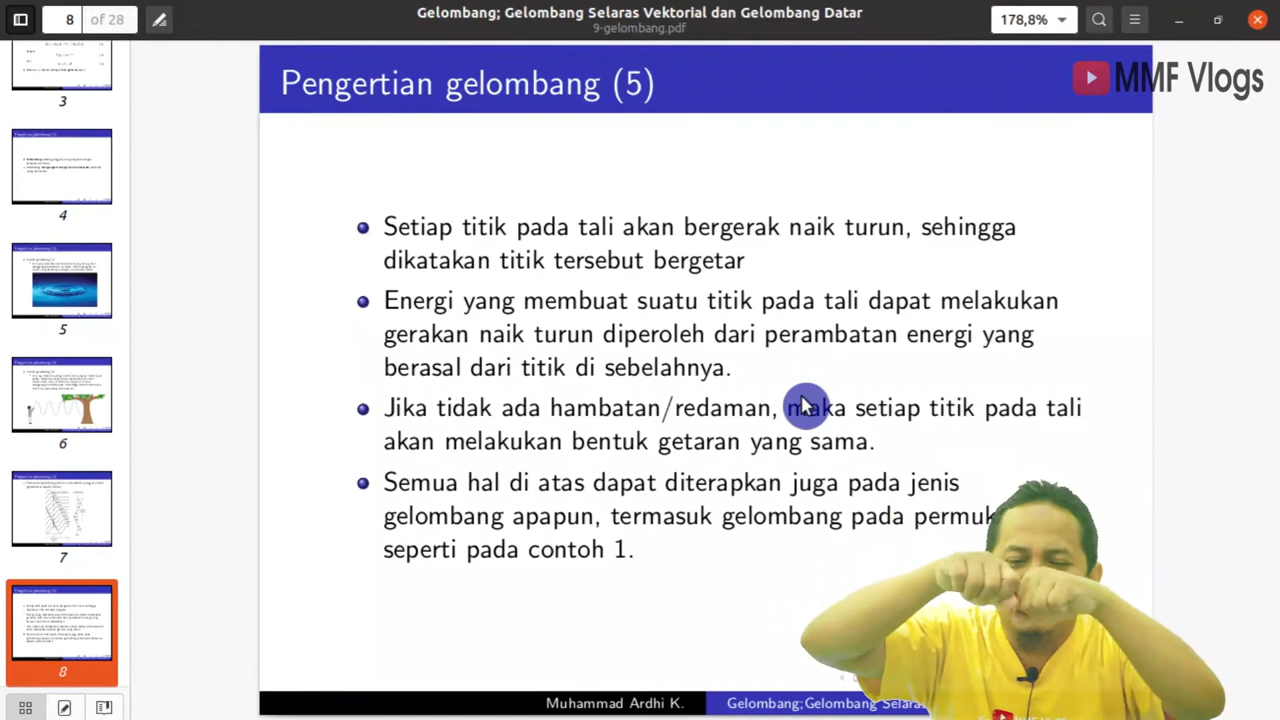 8 of 28
Gelombang; Gelombang Selaras Vektorial dan Gelombang Datar
9-gelombang.pdf
178,8%
Pengertian gelombang (5)
MMF Vlogs
Setiap titik pada tali akan bergerak naik turun, sehingga
dikatakan titik tersebut bergetar
Energi yang membuat suatu titik pada tali dapat melakukan
gerakan naik turun diperoleh dari perambatan energi yang
berasal dari titik di sebelahnya.
Jika tidak ada hambatan/redaman, maka setiap titik pada tali
akan melakukan bentuk getaran yang sama.
Semua hal di atas dapat diterapkan juga pada jenis
gelombang apapun, termasuk gelombang pada permuk
seperti pada contoh 1.
Muhammad Ardhi K.
Gelombang;Gelombang Selaras
3
4
5
6
7
8